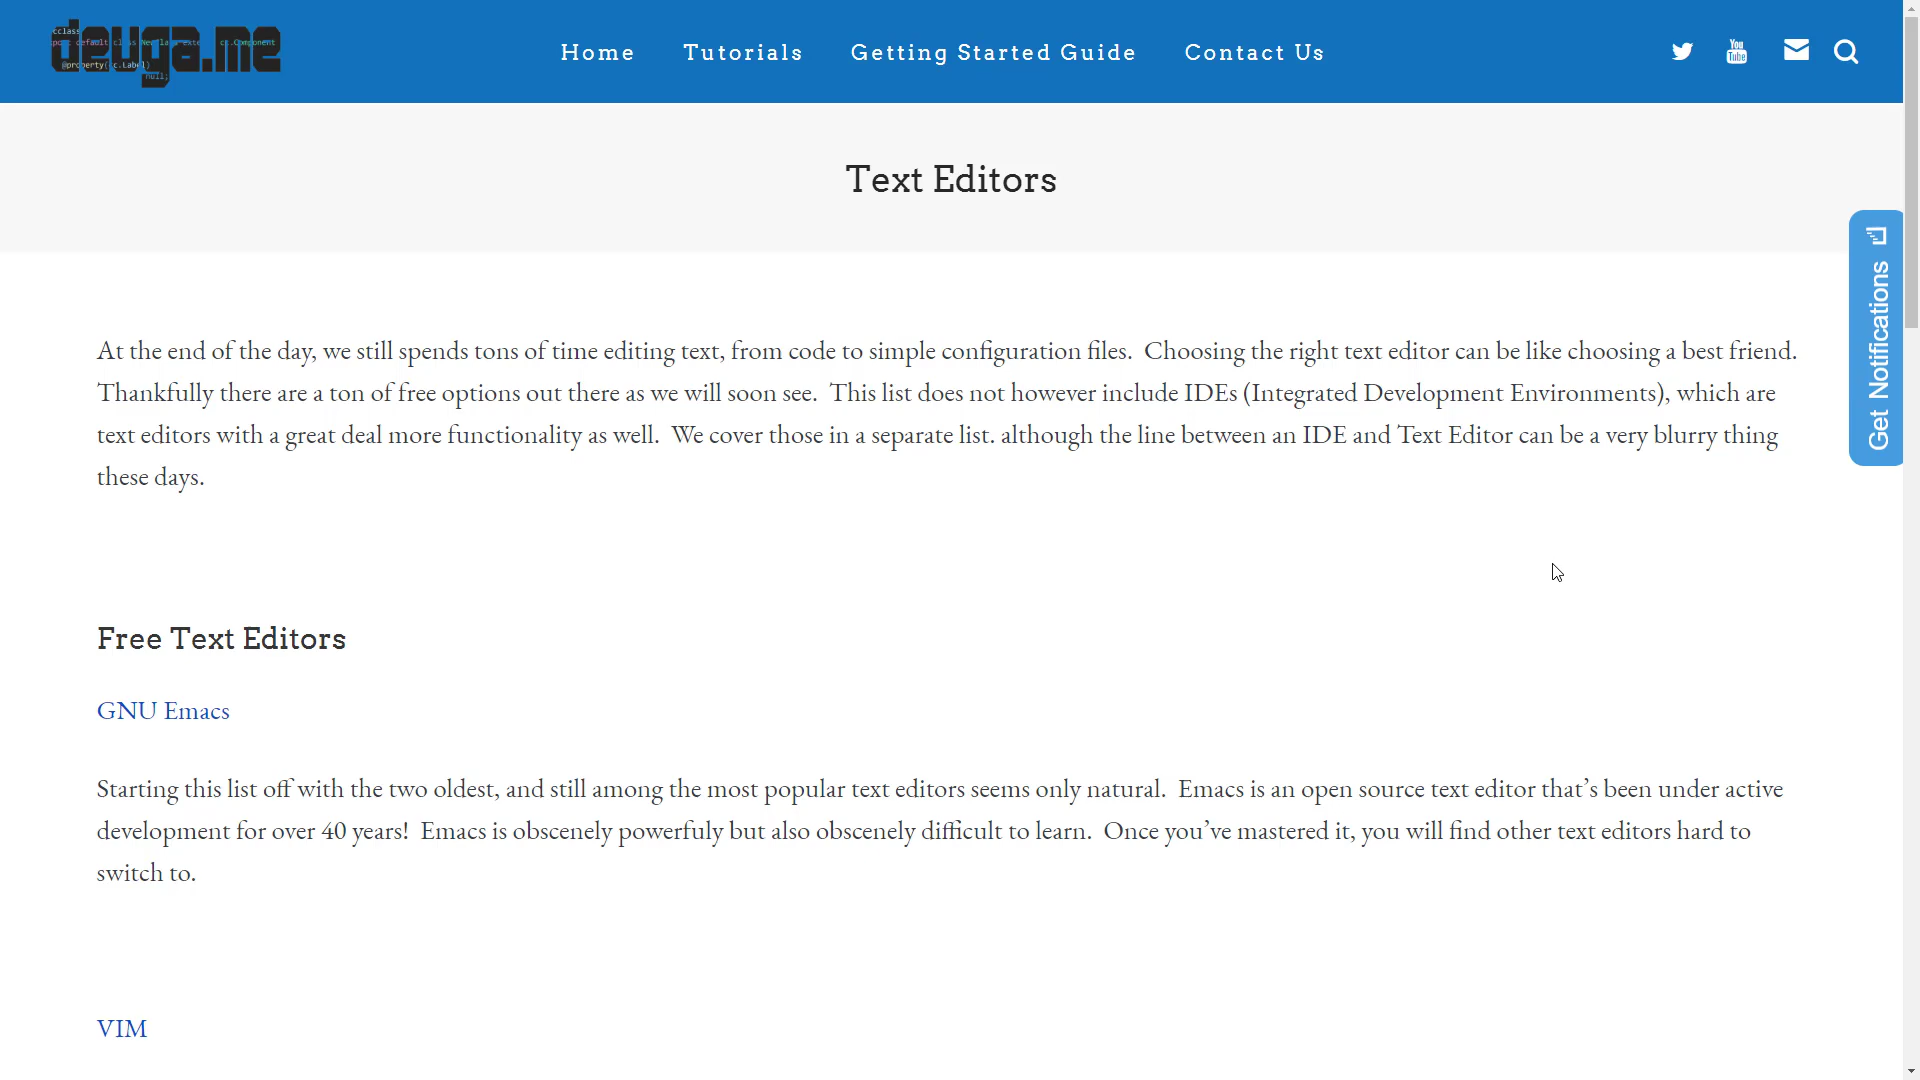 devga.me
Home Tutorials Getting Started Guide Contact Us
You Tube
Text Editors
Get Notifications
At the end of the day, we still spends tons of time editing text, from code to simple configuration files. Choosing the right text editor can be like choosing a best friend.
Thankfully there are a ton of free options out there as we will soon see. This list does not however include IDEs (Integrated Development Environments), which are
text editors with a great deal more functionality as well. We cover those in a separate list. although the line between an IDE and Text Editor can be a very blurry thing
these days.
Free Text Editors
GNU Emacs
Starting this list off with the two oldest, and still among the most popular text editors seems only natural. Emacs is an open source text editor that’s been under active
development for over 40 years! Emacs is obscenely powerfuly but also obscenely difficult to learn. Once you’ve mastered it, you will find other text editors hard to
switch to.
VIM